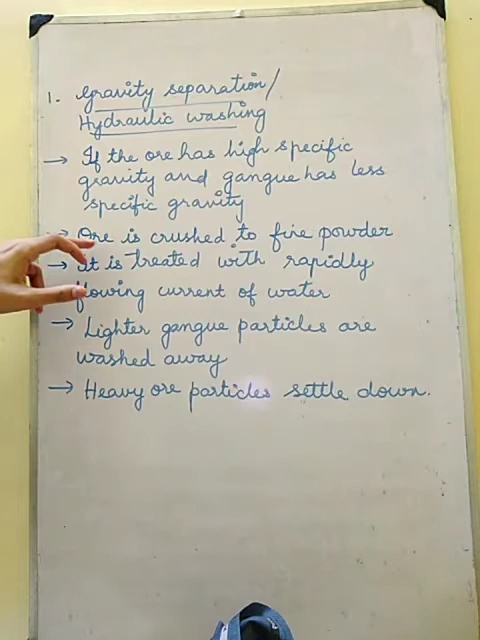 1. Gravity separation/
Hydraulic washing
→ If the ore has high specific
gravity and gangue has less
specific gravity
→ Ore is crushed to fine powder
→ It is treated with rapidly
flowing current of water
→ Lighter gangue particles are
washed away
→ Heavy ore particles settle down.